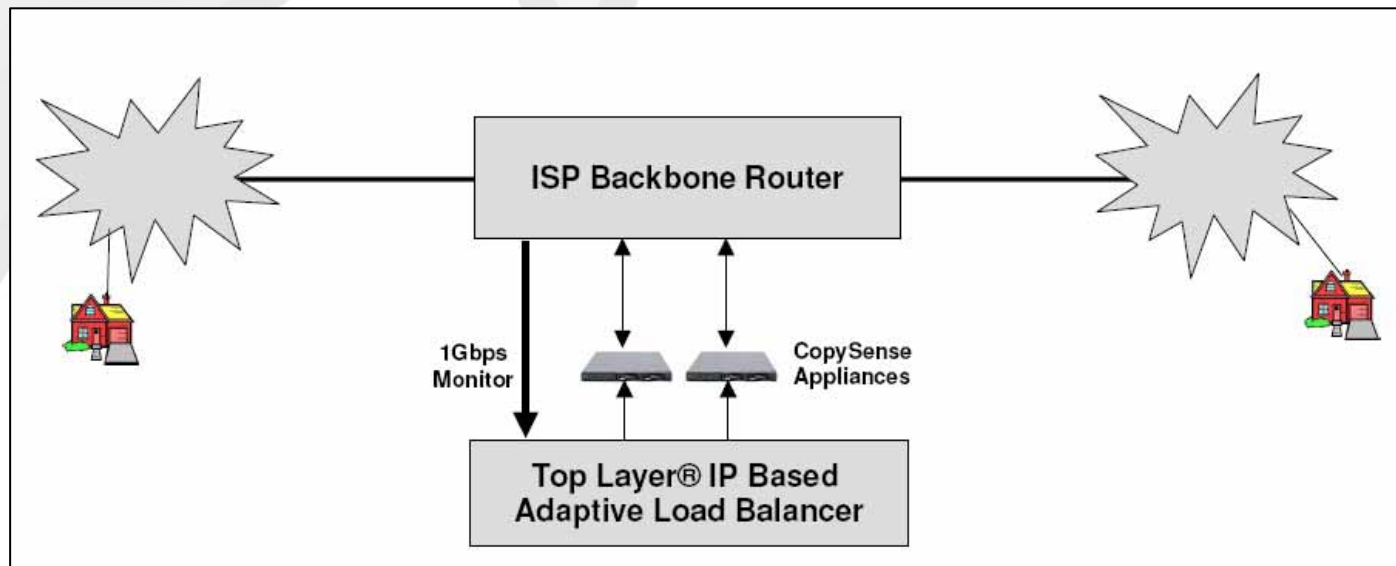 ISP Backbone Router
1Gbps
Monitor
CopySense
Appliances
Top Layer® IP Based
Adaptive Load Balancer